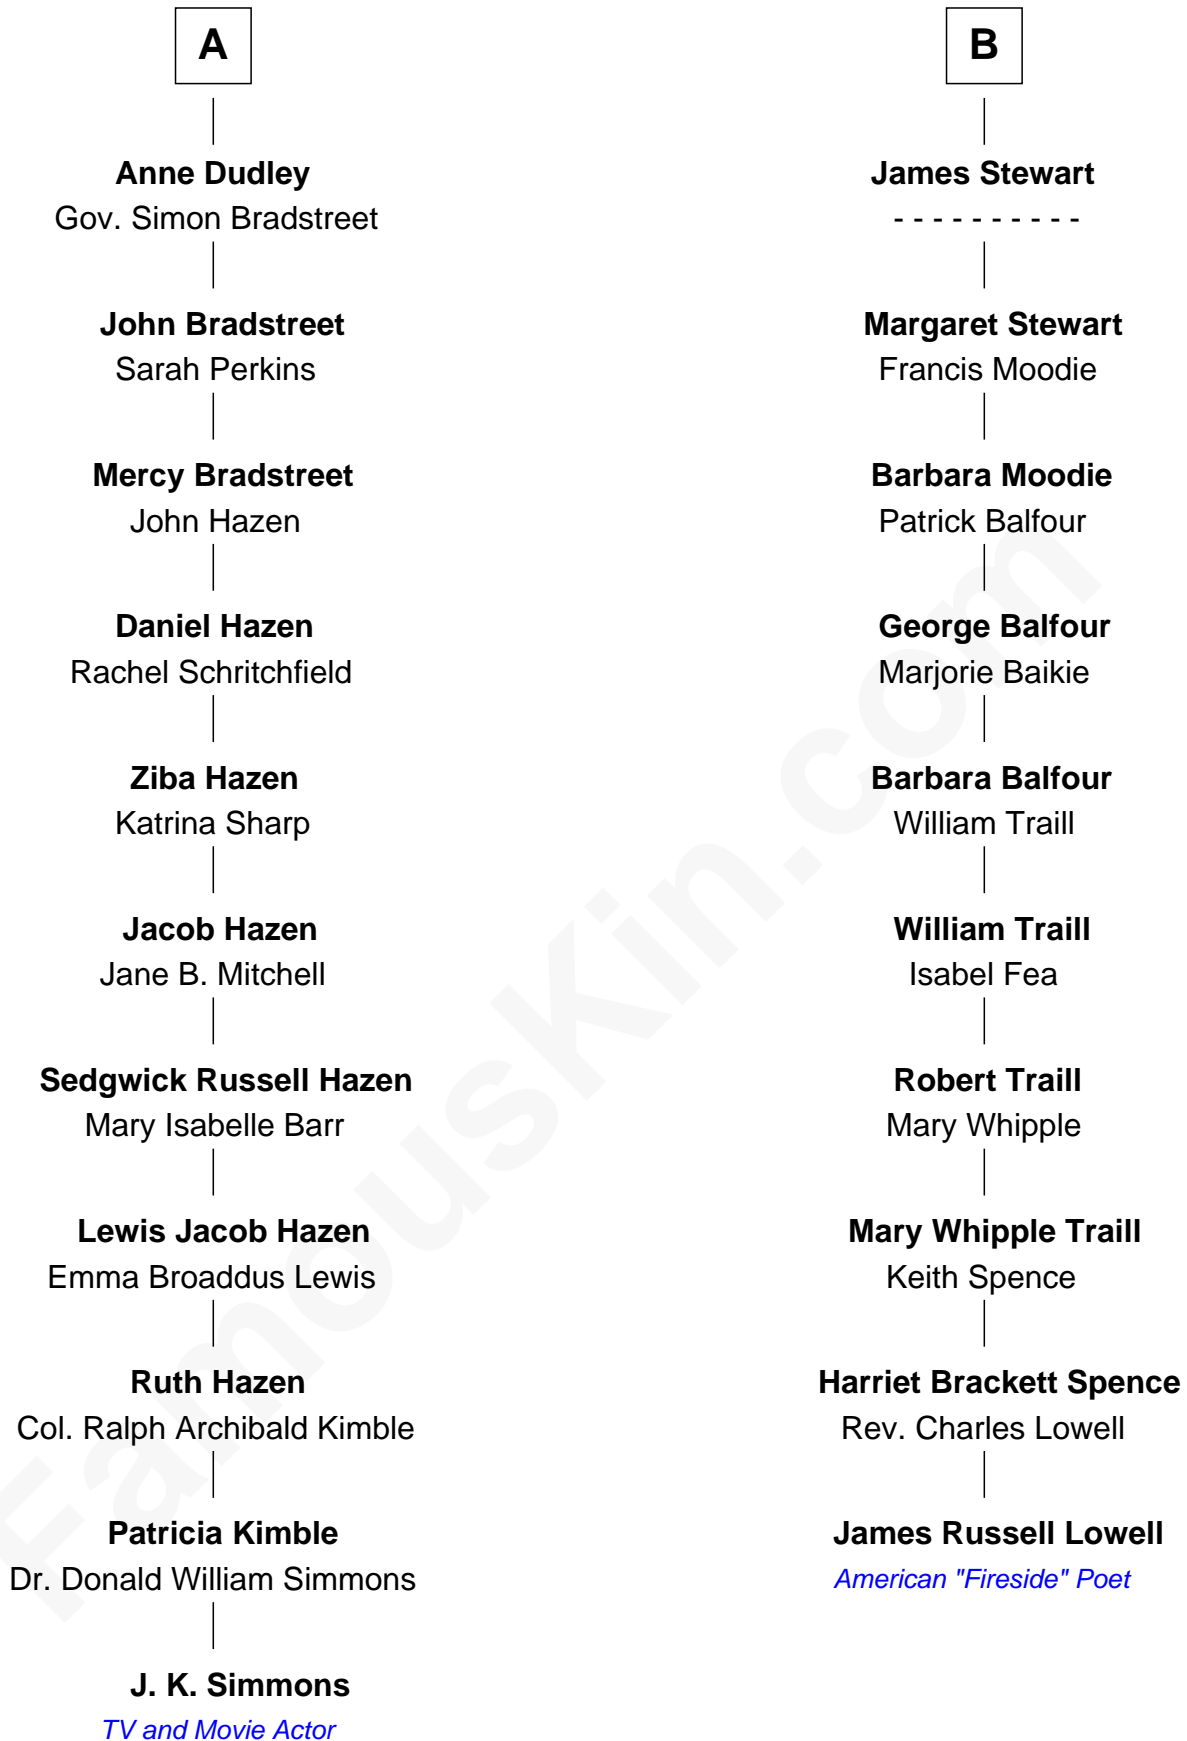 A
Anne Dudley
Gov. Simon Bradstreet
John Bradstreet
Sarah Perkins
Mercy Bradstreet
John Hazen
Daniel Hazen
Rachel Schritchfield
Ziba Hazen
Katrina Sharp
Jacob Hazen
Jane B. Mitchell
Sedgwick Russell Hazen
Mary Isabelle Barr
Lewis Jacob Hazen
Emma Broaddus Lewis
Ruth Hazen
Col. Ralph Archibald Kimble
Patricia Kimble
Dr. Donald William Simmons
J. K. Simmons
TV and Movie Actor
B
James Stewart
- - - - - - - - - -
Margaret Stewart
Francis Moodie
Barbara Moodie
Patrick Balfour
George Balfour
Marjorie Baikie
Barbara Balfour
William Traill
William Traill
Isabel Fea
Robert Traill
Mary Whipple
Mary Whipple Traill
Keith Spence
Harriet Brackett Spence
Rev. Charles Lowell
James Russell Lowell
American "Fireside" Poet
FamousKin.com